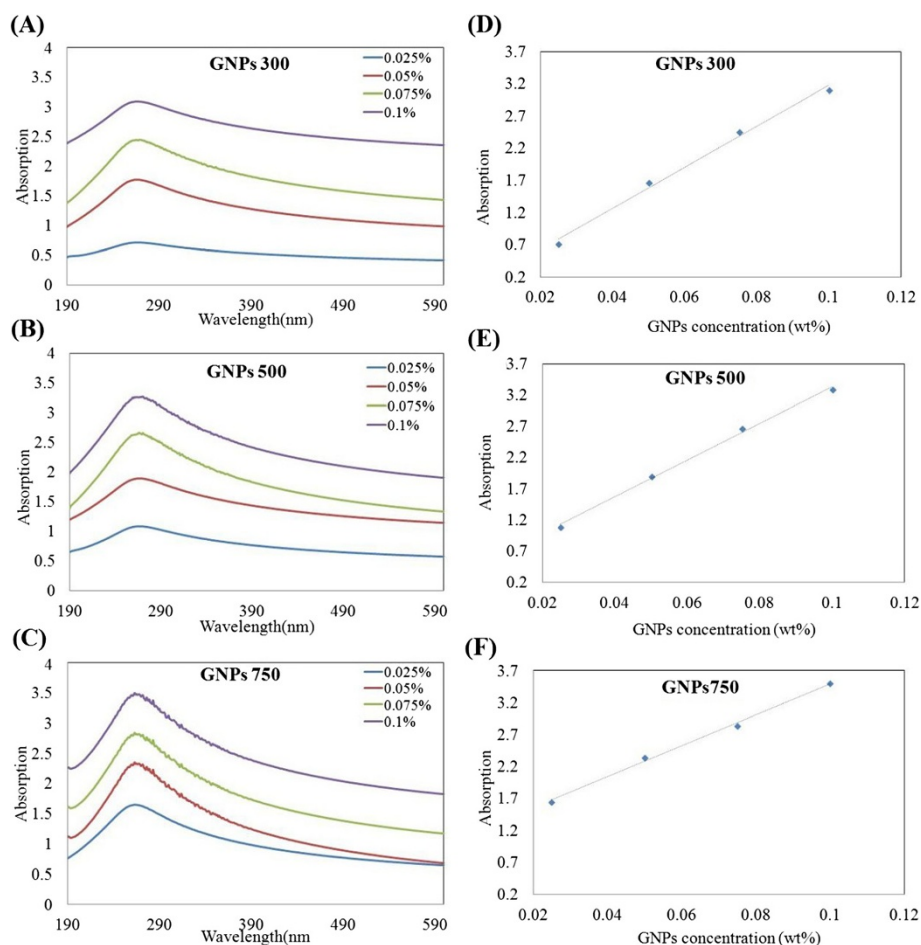 (A)
GNPs 300
0.025%
0.05%
0.075%
0.1%
Absorption
4
3.5
3
2.5
2
1.5
1
0.5
0
190 290 390 490 590
Wavelength(nm)
(D)
GNPs 300
Absorption
3.7
3.2
2.7
2.2
1.7
1.2
0.7
0.2
0.02 0.04 0.06 0.08 0.1 0.12
GNPs concentration (wt%)
(B)
GNPs 500
0.025%
0.05%
0.075%
0.1%
Absorption
4
3.5
3
2.5
2
1.5
1
0.5
0
190 290 390 490 590
Wavelength(nm)
(E)
GNPs 500
Absorption
3.7
3.2
2.7
2.2
1.7
1.2
0.7
0.2
0.02 0.04 0.06 0.08 0.1 0.12
GNPs concentration (wt%)
(C)
GNPs 750
0.025%
0.05%
0.075%
0.1%
Absorption
4
3.5
3
2.5
2
1.5
1
0.5
0
190 290 390 490 590
Wavelength(nm
(F)
GNPs750
Absorption
3.7
3.2
2.7
2.2
1.7
1.2
0.7
0.2
0.02 0.04 0.06 0.08 0.1 0.12
GNPs concentration (wt%)